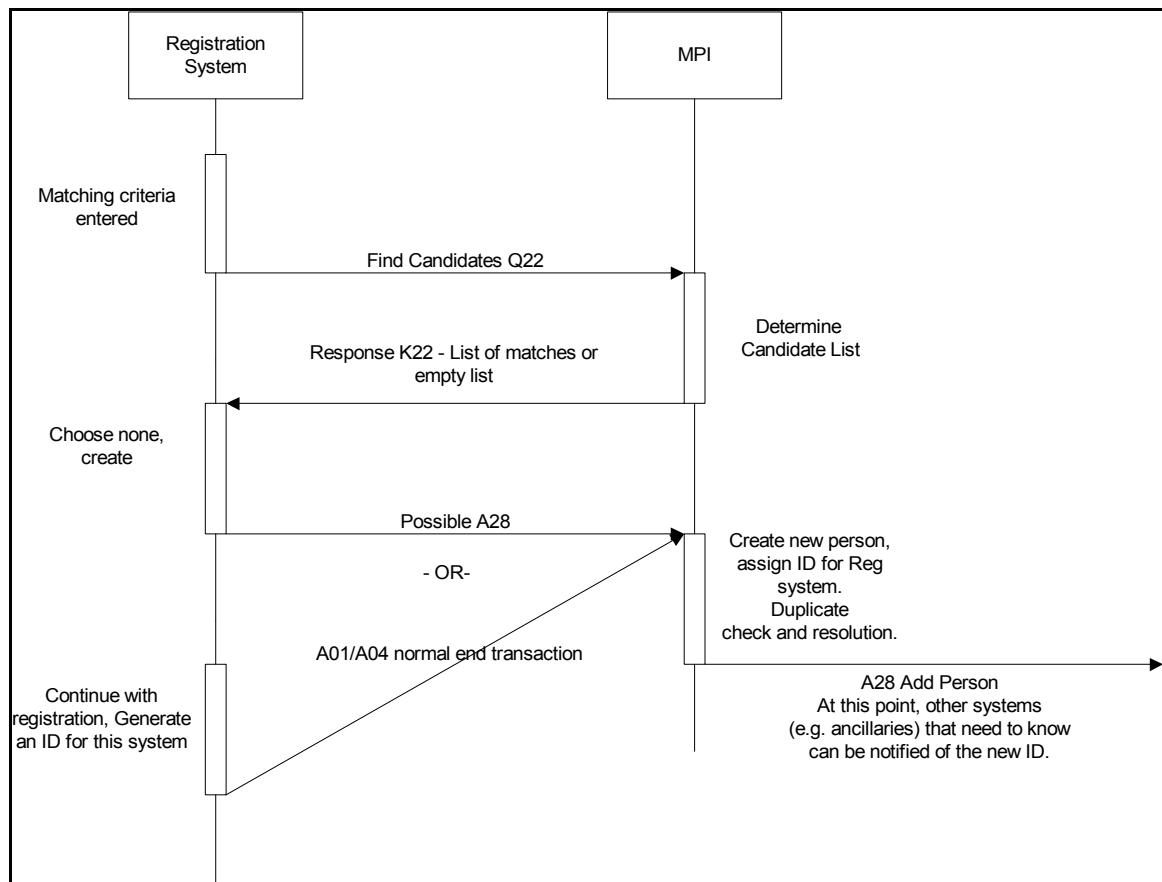 Registration
System
MPI
Matching criteria
entered
Find Candidates Q22
Determine
Candidate List
Response K22 - List of matches or
empty list
Choose none,
create
Possible A28
Create new person,
assign ID for Reg
system.
Duplicate
check and resolution.
- OR-
A01/A04 normal end transaction
Continue with
registration, Generate
an ID for this system
A28 Add Person
At this point, other systems
(e.g. ancillaries) that need to know
can be notified of the new ID.